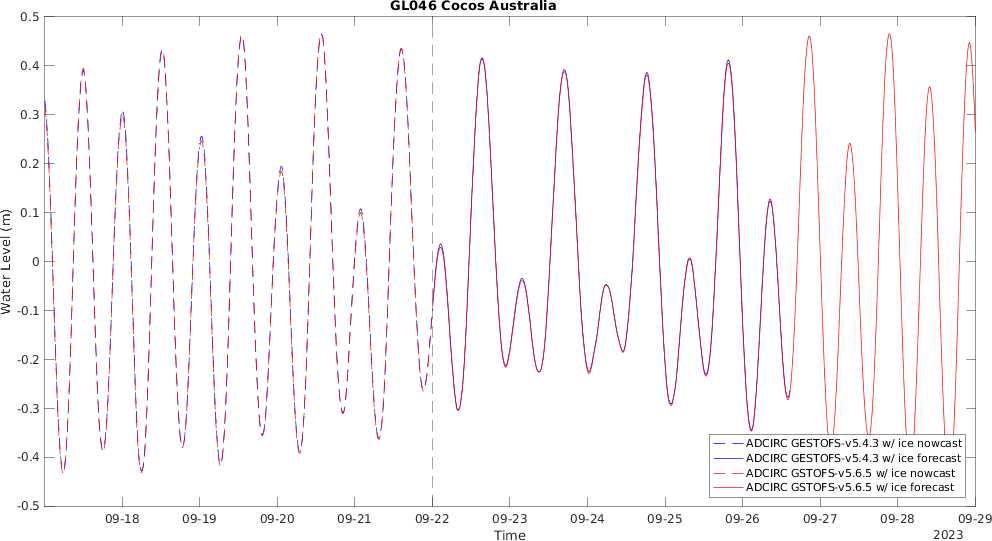 GL046 Cocos Australia
Water Level (m)
0.5
0.4
0.3
0.2
0.1
0
-0.1
-0.2
-0.3
-0.4
-0.5
ADCIRC GESTOFS-v5.4.3 w/ ice nowcast
ADCIRC GESTOFS-v5.4.3 w/ ice forecast
ADCIRC GSTOFS-v5.6.5 w/ ice nowcast
ADCIRC GSTOFS-v5.6.5 w/ ice forecast
09-18 09-19 09-20 09-21 09-22 09-23 09-24 09-25 09-26 09-27 09-28 09-29
Time
2023